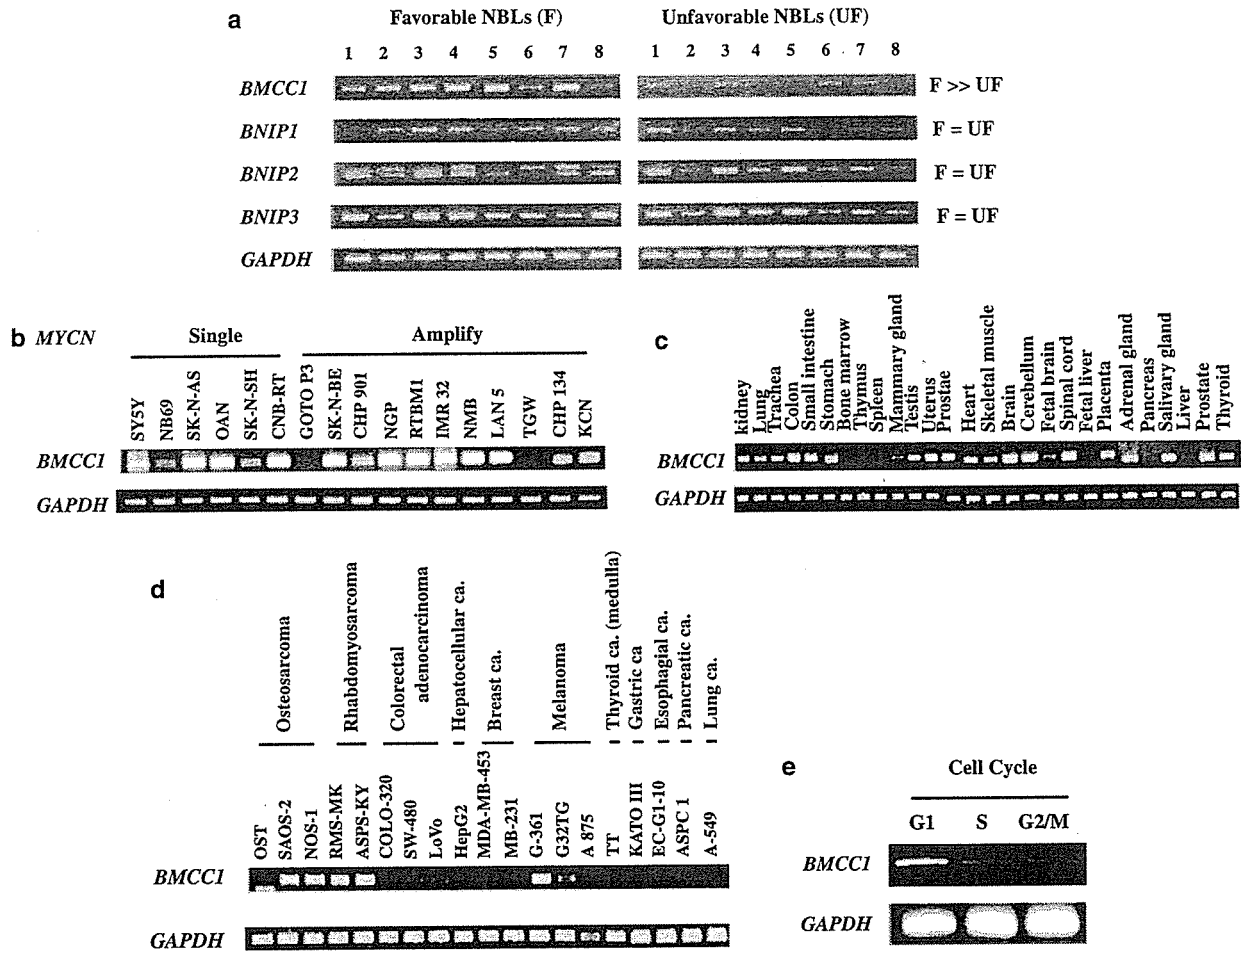 a
Favorable NBLs (F)
Unfavorable NBLs (UF)
1 2 3 4 5 6 7 8
1 2 3 4 5 6 7 8
BMCC1
F >> UF
BNIP1
F = UF
BNIP2
F = UF
BNIP3
F = UF
GAPDH
b
MYCN
Single
Amplify
SY5Y
NB69
SK-N-AS
OAN
SK-N-SH
CNB-RT
GOTO P3
SK-N-BE
CHP 901
NGP
RTBM1
IMR 32
NMB
LAN 5
TGW
CHP 134
KCN
BMCC1
GAPDH
c
kidney
Lung
Trachea
Colon
Small intestine
Stomach
Bone marrow
Thymus
Spleen
Mammary gland
Testis
Uterus
Prostae
Heart
Skeletal muscle
Brain
Cerebellum
Fetal brain
Spinal cord
Fetal liver
Placenta
Adrenal gland
Pancreas
Salivary gland
Liver
Prostate
Thyroid
BMCC1
GAPDH
d
Osteosarcoma
Rhabdomyosarcoma
Colorectal
adenocarcinoma
Hepatocellular ca.
Breast ca.
Melanoma
Thyroid ca. (medulla)
Gastric ca
Esophagial ca.
Pancreatic ca.
Lung ca.
OST
SAOS-2
NOS-1
RMS-MK
ASPS-KY
COLO-320
SW-480
LoVo
HepG2
MDA-MB-453
MB-231
G-361
G32TG
A 875
TT
KATO III
EC-G1-10
ASPC 1
A-549
BMCC1
GAPDH
e
Cell Cycle
G1 S G2/M
BMCC1
GAPDH